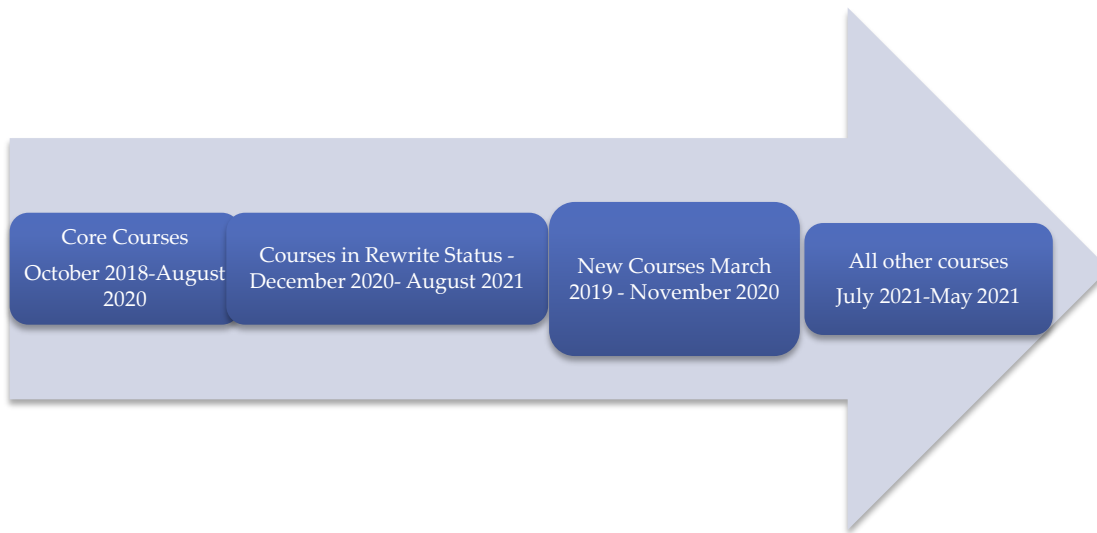 Core Courses
October 2018-August
2020
Courses in Rewrite Status -
December 2020- August 2021
New Courses March
2019 - November 2020
All other courses
July 2021-May 2021